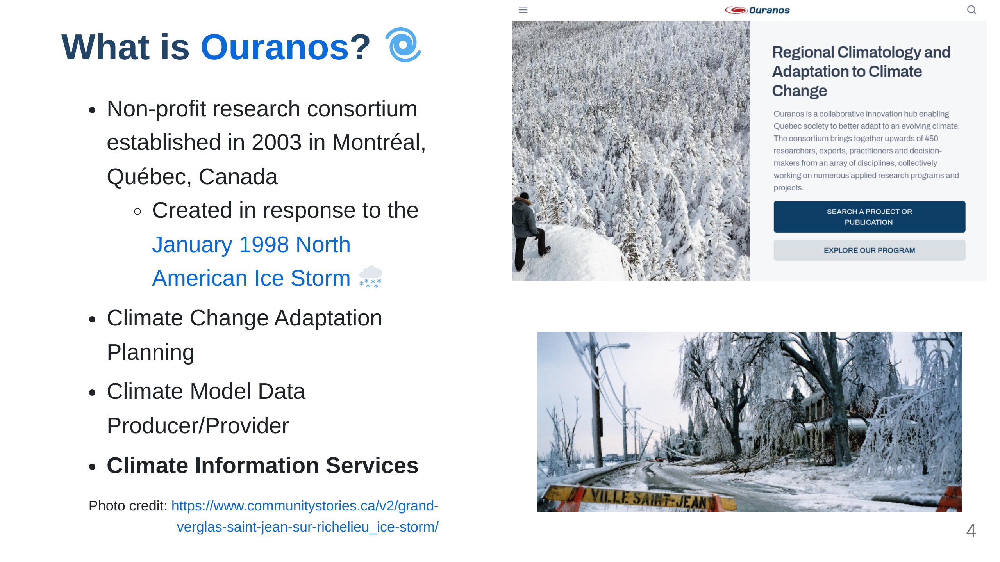 What is Ouranos? 🌀
• Non-profit research consortium
established in 2003 in Montréal,
Québec, Canada
◦ Created in response to the
January 1998 North
American Ice Storm 🌨️
• Climate Change Adaptation
Planning
• Climate Model Data
Producer/Provider
• Climate Information Services
Photo credit: https://www.communitystories.ca/v2/grand-
verglas-saint-jean-sur-richelieu_ice-storm/
Ouranos
Regional Climatology and
Adaptation to Climate
Change
Ouranos is a collaborative innovation hub enabling
Quebec society to better adapt to an evolving climate.
The consortium brings together upwards of 450
researchers, experts, practitioners and decision-
makers from an array of disciplines, collectively
working on numerous applied research programs and
projects.
SEARCH A PROJECT OR
PUBLICATION
EXPLORE OUR PROGRAM
VILLE SAINT-JEAN
4